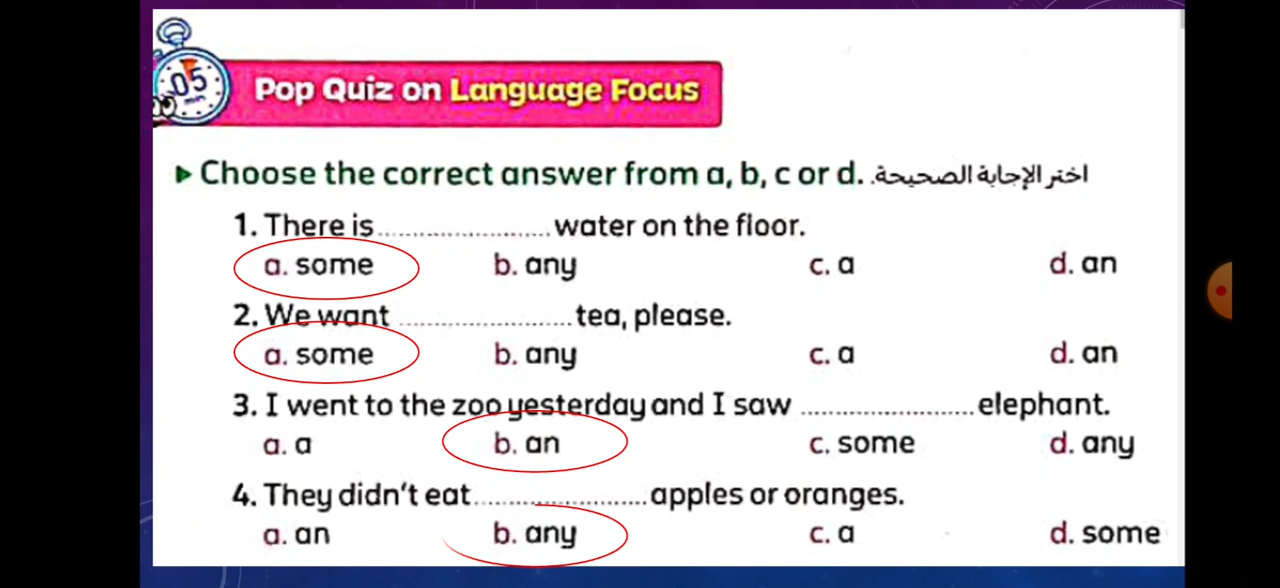 05
Pop Quiz on Language Focus
Choose the correct answer from a, b, c or d. اختر الإجابة الصحيحة.
1. There is ........................ water on the floor.
a. some b. any c. a d. an
2. We want ........................ tea, please.
a. some b. any c. a d. an
3. I went to the zoo yesterday and I saw ........................ elephant.
a. a b. an c. some d. any
4. They didn't eat ........................ apples or oranges.
a. an b. any c. a d. some